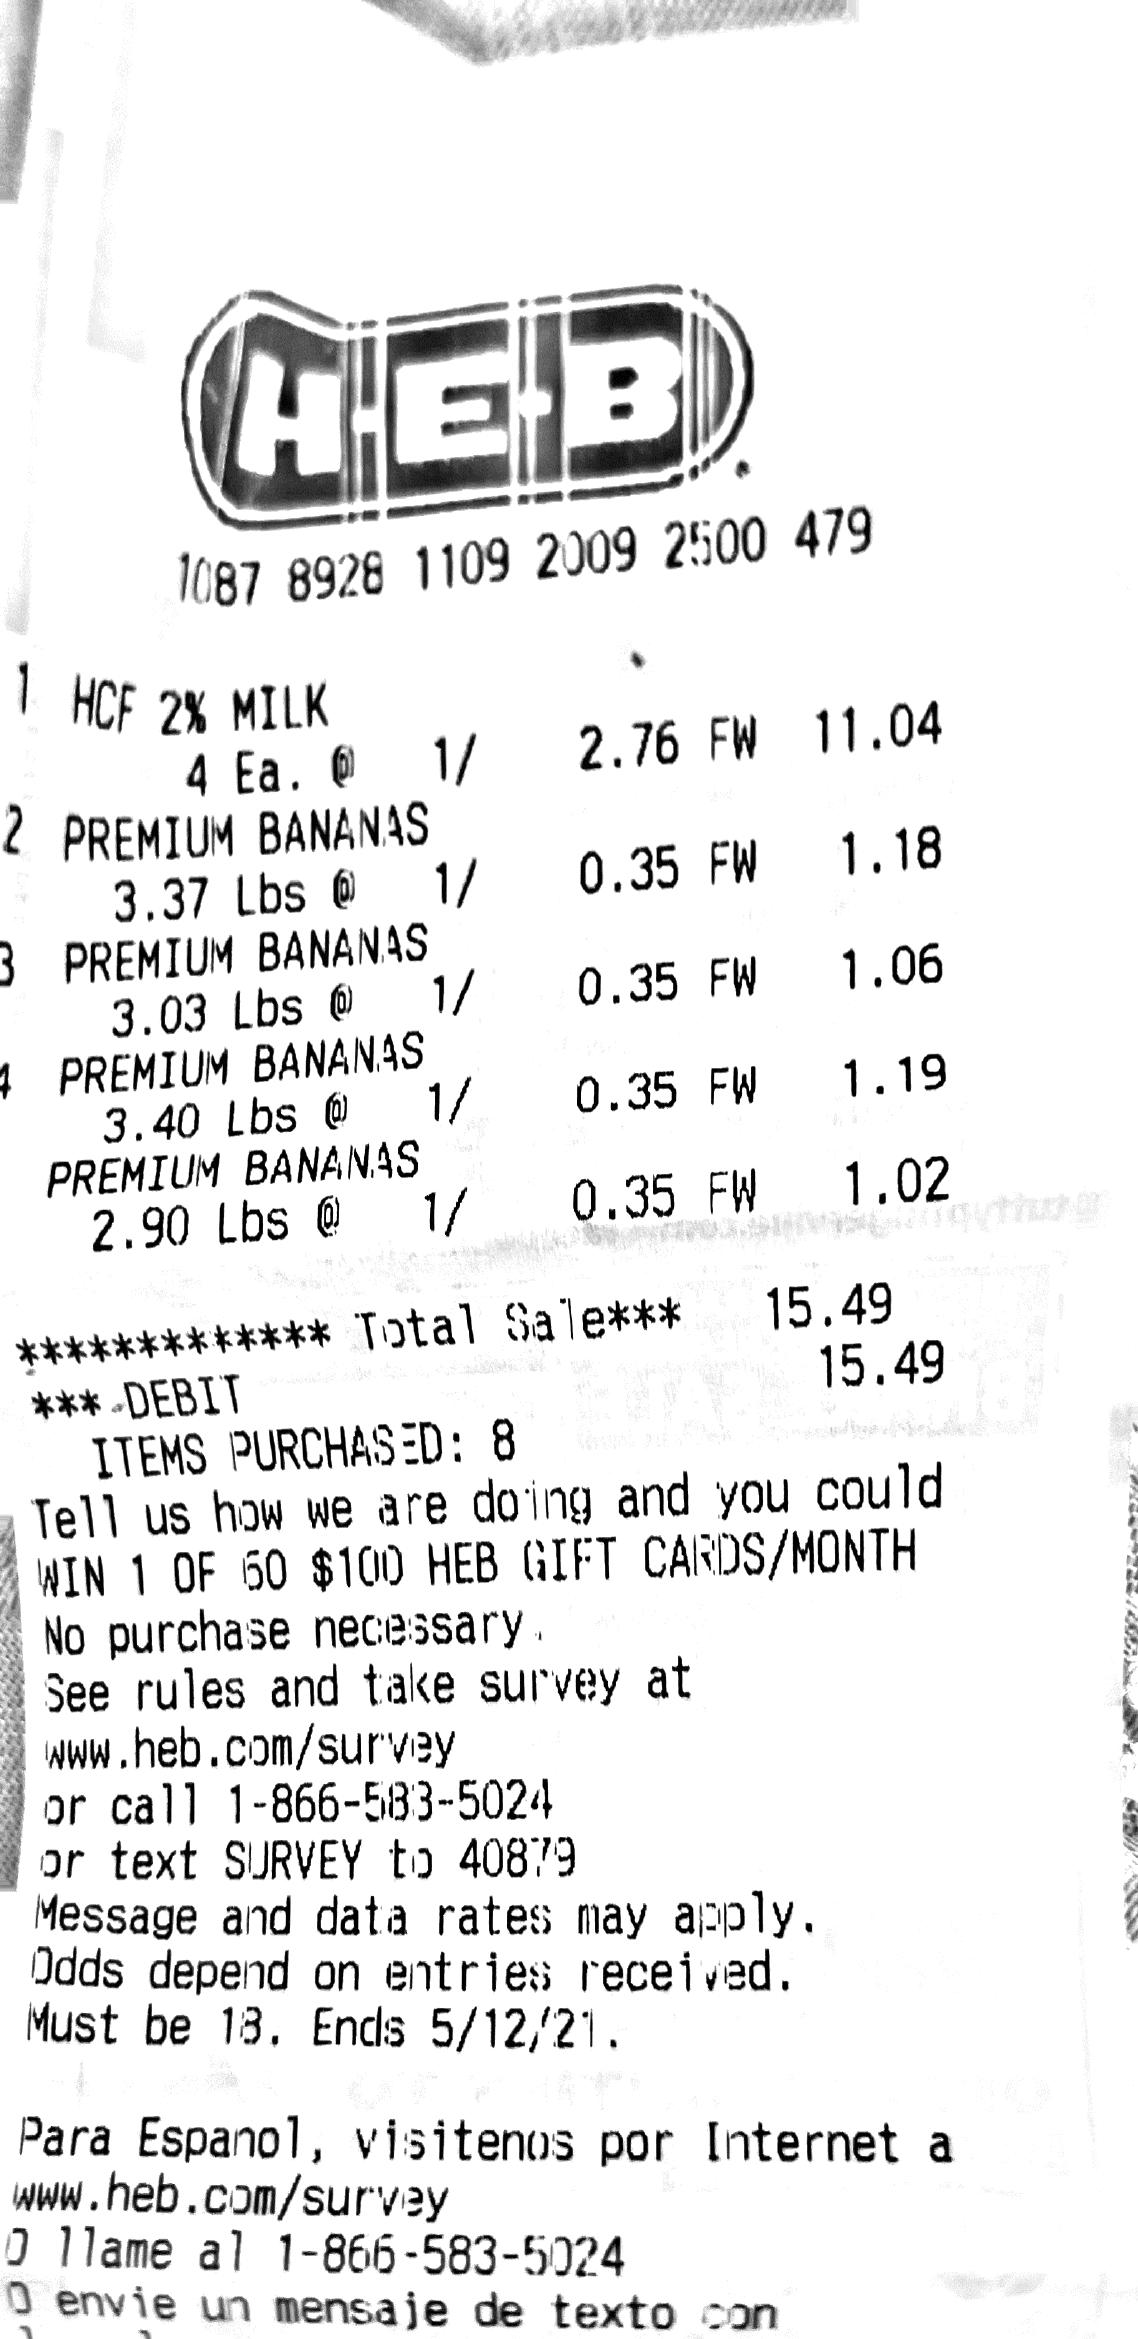 H-E-B
1087 8928 1109 2009 2500 479
1 HCF 2% MILK
4 Ea. @ 1/ 2.76 FW 11.04
2 PREMIUM BANANAS
3.37 Lbs @ 1/ 0.35 FW 1.18
3 PREMIUM BANANAS
3.03 Lbs @ 1/ 0.35 FW 1.06
4 PREMIUM BANANAS
3.40 Lbs @ 1/ 0.35 FW 1.19
PREMIUM BANANAS
2.90 Lbs @ 1/ 0.35 FW 1.02
************* Total Sale*** 15.49
*** DEBIT 15.49
ITEMS PURCHASED: 8
Tell us how we are doing and you could
WIN 1 OF 60 $100 HEB GIFT CARDS/MONTH
No purchase necessary.
See rules and take survey at
www.heb.com/survey
or call 1-866-583-5024
or text SURVEY to 40879
Message and data rates may apply.
Odds depend on entries received.
Must be 18. Ends 5/12/21.
Para Espanol, visitenos por Internet a
www.heb.com/survey
O llame al 1-866-583-5024
O envie un mensaje de texto con